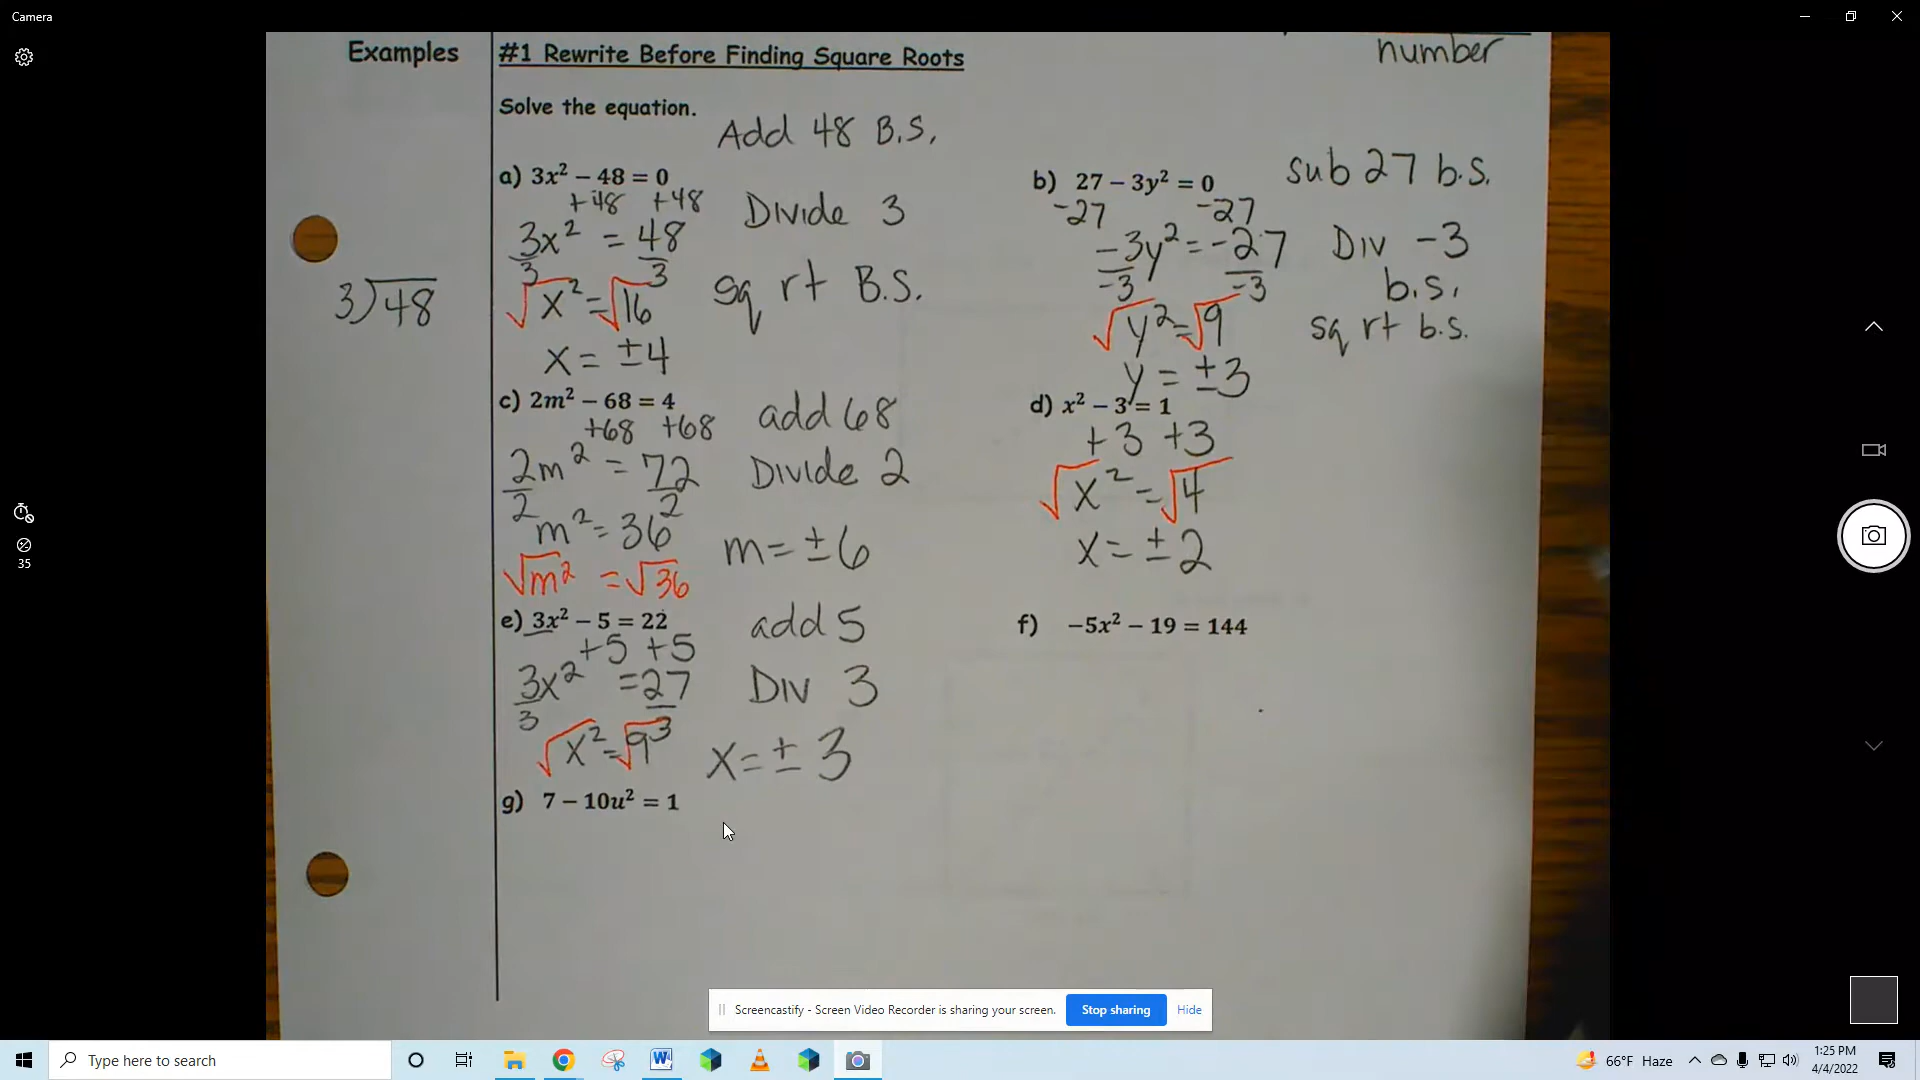 Camera
Examples
#1 Rewrite Before Finding Square Roots
number
Solve the equation.
Add 48 B.S.
a) 3x² − 48 = 0
+48 +48
Divide 3
3x² = 48
3 3
sq rt B.S.
√x² = √16
x = ±4
3)48
b) 27 − 3y² = 0
sub 27 b.s.
-27 -27
-3y² = -27
-3 -3
Div -3
b.s.
√y² = √9
sq rt b.s.
y = ±3
c) 2m² − 68 = 4
+68 +68
add 68
2m² = 72
2 2
Divide 2
m² = 36
m = ±6
√m² = √36
d) x² − 3 = 1
+3 +3
√x² = √4
x = ±2
e) 3x² − 5 = 22
add 5
+5 +5
3x² = 27
3 3
Div 3
√x² = √9
x = ±3
f) −5x² − 19 = 144
g) 7 − 10u² = 1
35
Screencastify - Screen Video Recorder is sharing your screen.
Stop sharing
Hide
Type here to search
66°F Haze
1:25 PM
4/4/2022